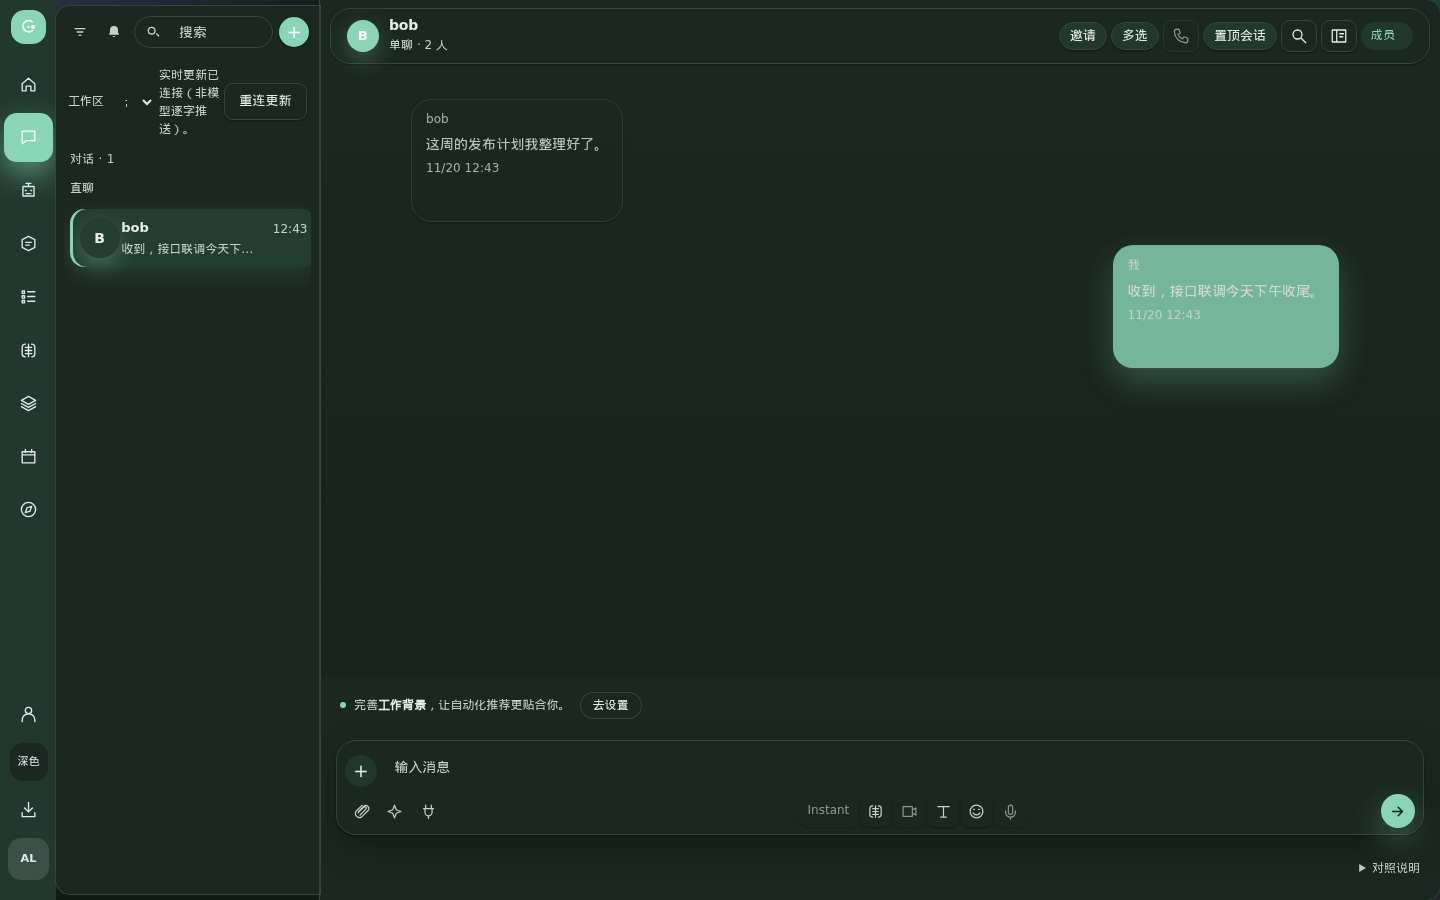 搜索
工作区
;
实时更新已
连接（非模
型逐字推
送）。
重连更新
对话 · 1
直聊
B
bob
12:43
收到，接口联调今天下…
深色
AL
B
bob
单聊 · 2 人
邀请
多选
置顶会话
成员
bob
这周的发布计划我整理好了。
11/20 12:43
我
收到，接口联调今天下午收尾。
11/20 12:43
完善工作背景，让自动化推荐更贴合你。
去设置
输入消息
Instant
对照说明